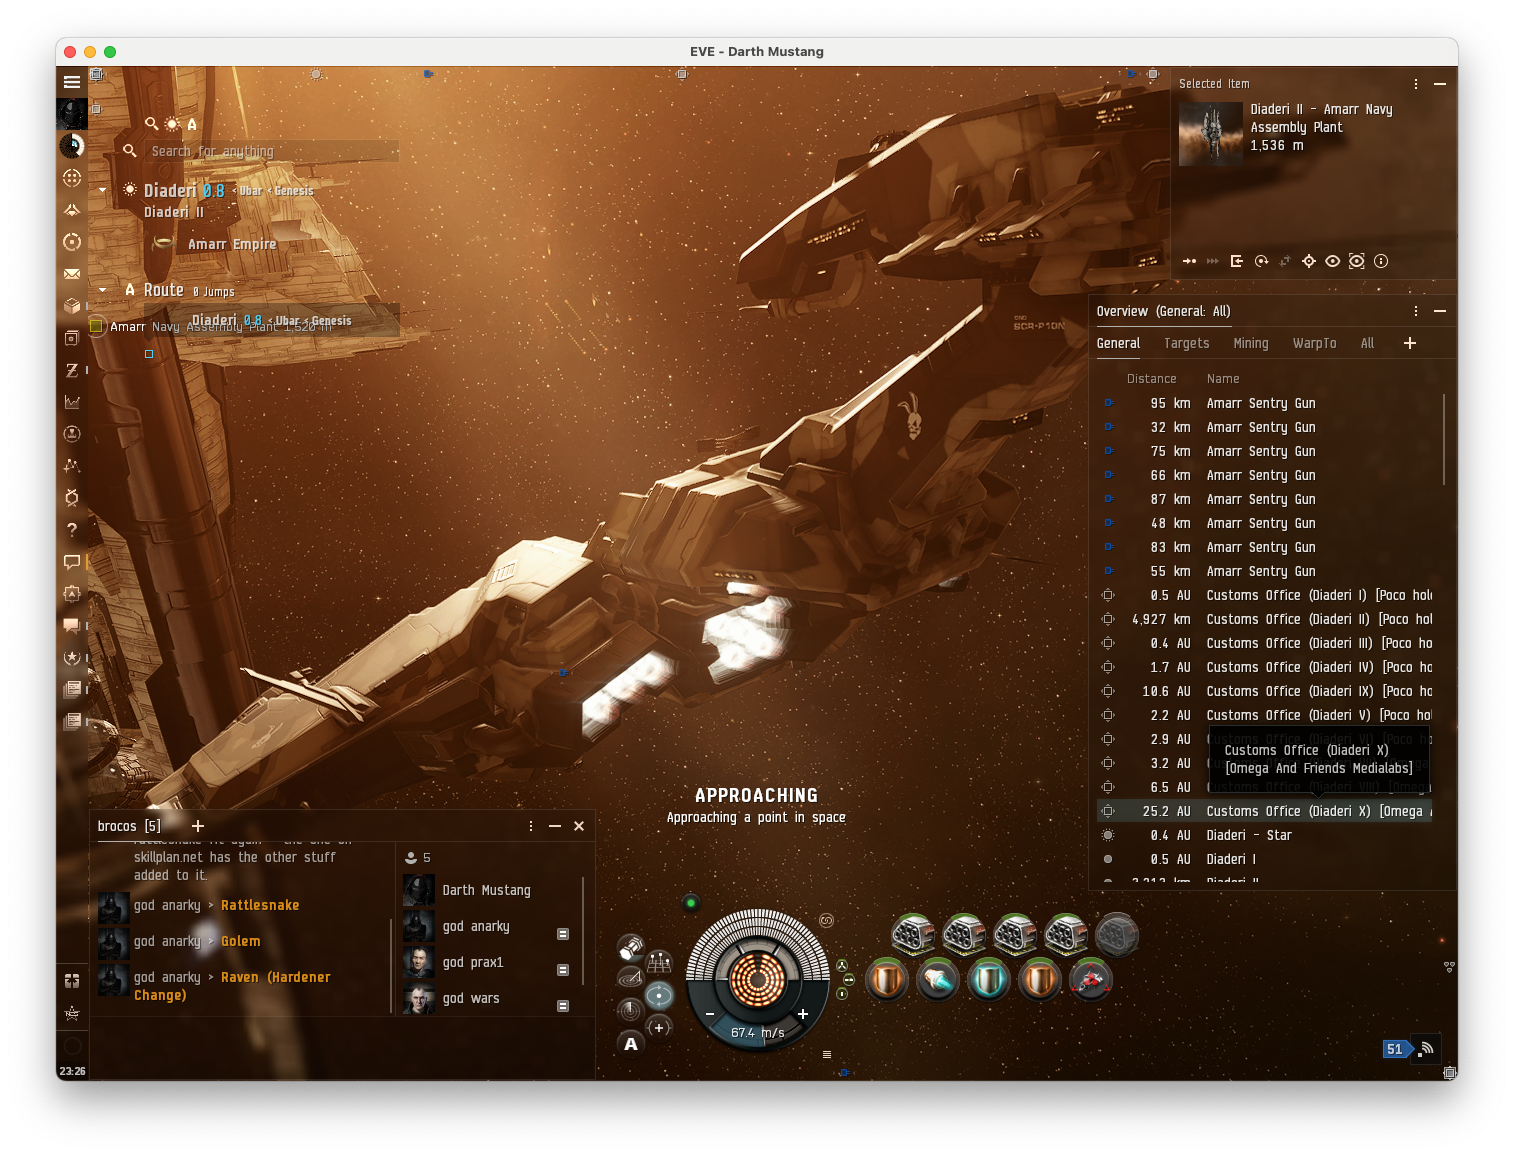 EVE - Darth Mustang
Search for anything
Diaderi 0.8 < Ubar < Genesis
Diaderi II
Amarr Empire
Route 0 Jumps
Diaderi 0.8 < Ubar < Genesis
Amarr Navy Assembly Plant 1,520 m
Selected Item
Diaderi II - Amarr Navy
Assembly Plant
1,536 m
Overview (General: All)
General Targets Mining WarpTo All +
Distance Name
95 km Amarr Sentry Gun
32 km Amarr Sentry Gun
75 km Amarr Sentry Gun
66 km Amarr Sentry Gun
87 km Amarr Sentry Gun
48 km Amarr Sentry Gun
83 km Amarr Sentry Gun
55 km Amarr Sentry Gun
0.5 AU Customs Office (Diaderi I) [Poco hol
4,927 km Customs Office (Diaderi II) [Poco hol
0.4 AU Customs Office (Diaderi III) [Poco ho
1.7 AU Customs Office (Diaderi IV) [Poco ho
10.6 AU Customs Office (Diaderi IX) [Poco ho
2.2 AU Customs Office (Diaderi V) [Poco hol
2.9 AU
3.2 AU
6.5 AU
Customs Office (Diaderi X)
[Omega And Friends Medialabs]
25.2 AU Customs Office (Diaderi X) [Omega
0.4 AU Diaderi - Star
0.5 AU Diaderi I
Diaderi II
APPROACHING
Approaching a point in space
brocos [5] +
skillplan.net has the other stuff
added to it.
god anarky > Rattlesnake
god anarky > Golem
god anarky > Raven (Hardener
Change)
5
Darth Mustang
god anarky
god prax1
god wars
67.4 m/s
51
23:26